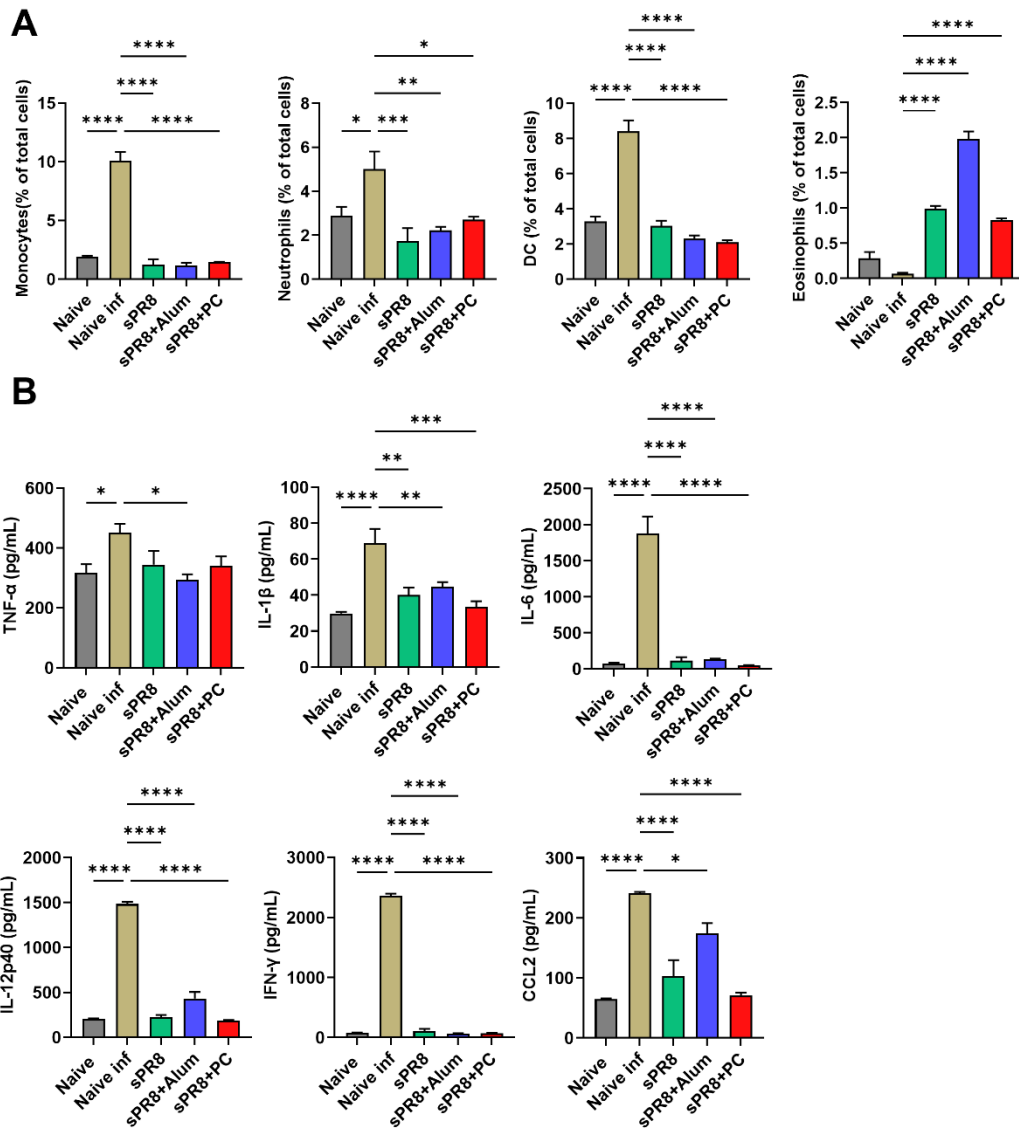 A
Monocytes(% of total cells)
15
10
5
0
**** **** **** ****
Naive
Naive inf
sPR8
sPR8+Alum
sPR8+PC
Neutrophils (% of total cells)
8
6
4
2
0
* *** ** *
Naive
Naive inf
sPR8
sPR8+Alum
sPR8+PC
DC (% of total cells)
10
8
6
4
2
0
**** **** **** ****
Naive
Naive inf
sPR8
sPR8+Alum
sPR8+PC
Eosinophils (% of total cells)
2.5
2.0
1.5
1.0
0.5
0.0
**** **** ****
Naive
Naive inf
sPR8
sPR8+Alum
sPR8+PC
B
TNF-α (pg/mL)
600
400
200
0
* *
Naive
Naive inf
sPR8
sPR8+Alum
sPR8+PC
IL-1β (pg/mL)
100
80
60
40
20
0
**** ** ** ***
Naive
Naive inf
sPR8
sPR8+Alum
sPR8+PC
IL-6 (pg/mL)
2500
2000
1500
1000
500
0
**** **** **** ****
Naive
Naive inf
sPR8
sPR8+Alum
sPR8+PC
IL-12p40 (pg/mL)
2000
1500
1000
500
0
**** **** **** ****
Naive
Naive inf
sPR8
sPR8+Alum
sPR8+PC
IFN-γ (pg/mL)
3000
2000
1000
0
**** **** **** ****
Naive
Naive inf
sPR8
sPR8+Alum
sPR8+PC
CCL2 (pg/mL)
300
200
100
0
**** * **** ****
Naive
Naive inf
sPR8
sPR8+Alum
sPR8+PC